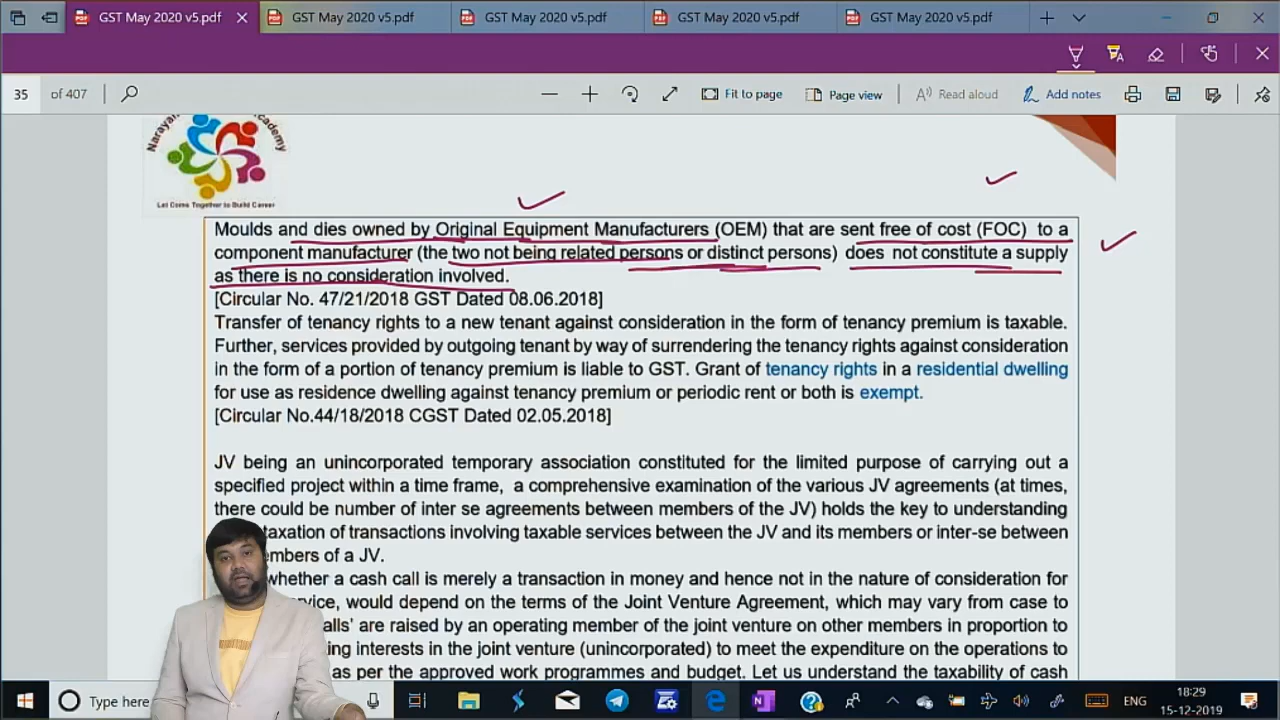 GST May 2020 v5.pdf
GST May 2020 v5.pdf
GST May 2020 v5.pdf
GST May 2020 v5.pdf
GST May 2020 v5.pdf
35 of 407
Fit to page
Page view
Read aloud
Add notes
Let Come Together to Build Career
Moulds and dies owned by Original Equipment Manufacturers (OEM) that are sent free of cost (FOC) to a
component manufacturer (the two not being related persons or distinct persons) does not constitute a supply
as there is no consideration involved.
[Circular No. 47/21/2018 GST Dated 08.06.2018]
Transfer of tenancy rights to a new tenant against consideration in the form of tenancy premium is taxable.
Further, services provided by outgoing tenant by way of surrendering the tenancy rights against consideration
in the form of a portion of tenancy premium is liable to GST. Grant of tenancy rights in a residential dwelling
for use as residence dwelling against tenancy premium or periodic rent or both is exempt.
[Circular No.44/18/2018 CGST Dated 02.05.2018]
JV being an unincorporated temporary association constituted for the limited purpose of carrying out a
specified project within a time frame, a comprehensive examination of the various JV agreements (at times,
there could be number of inter se agreements between members of the JV) holds the key to understanding
taxation of transactions involving taxable services between the JV and its members or inter-se between
of a JV.
whether a cash call is merely a transaction in money and hence not in the nature of consideration for
would depend on the terms of the Joint Venture Agreement, which may vary from case to
are raised by an operating member of the joint venture on other members in proportion to
interests in the joint venture (unincorporated) to meet the expenditure on the operations to
as per the approved work programmes and budget. Let us understand the taxability of cash
Type here
ENG
18:29
15-12-2019